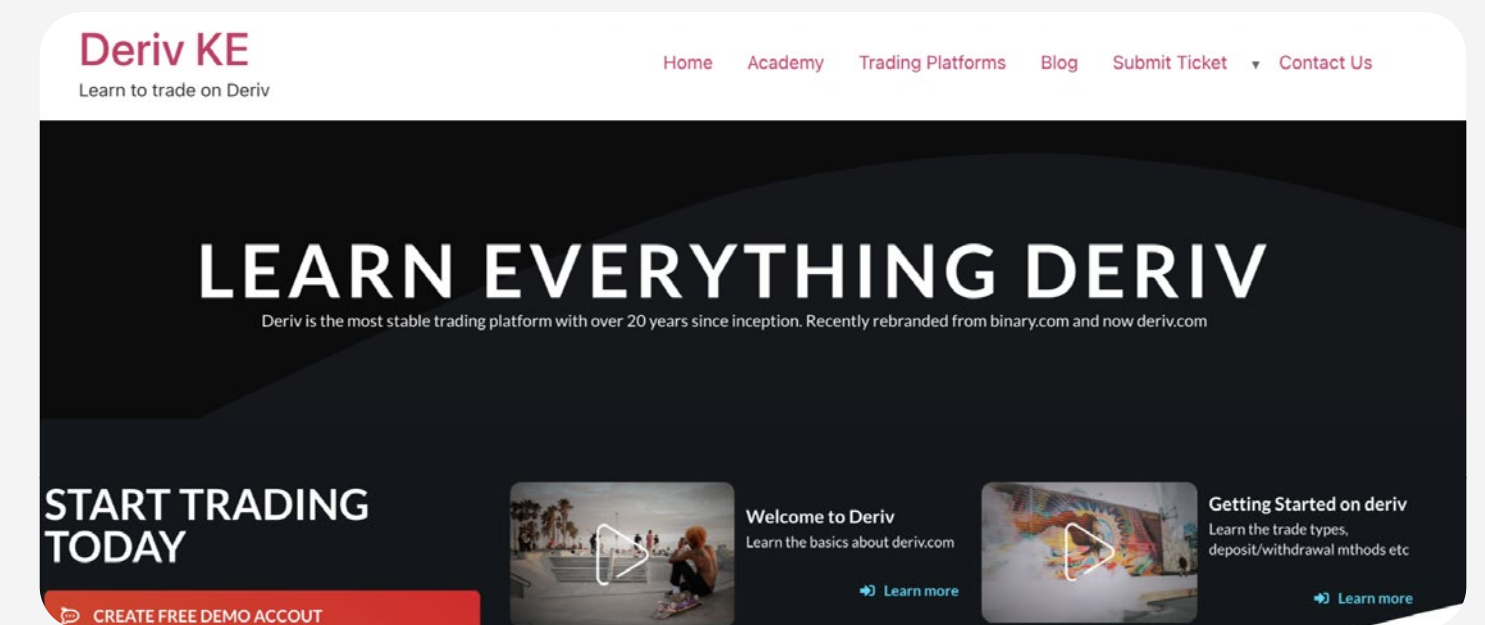 Deriv KE
Learn to trade on Deriv
Home Academy Trading Platforms Blog Submit Ticket ▾ Contact Us
LEARN EVERYTHING DERIV
Deriv is the most stable trading platform with over 20 years since inception. Recently rebranded from binary.com and now deriv.com
START TRADING
TODAY
CREATE FREE DEMO ACCOUT
Welcome to Deriv
Learn the basics about deriv.com
Learn more
Getting Started on deriv
Learn the trade types,
deposit/withdrawal mthods etc
Learn more